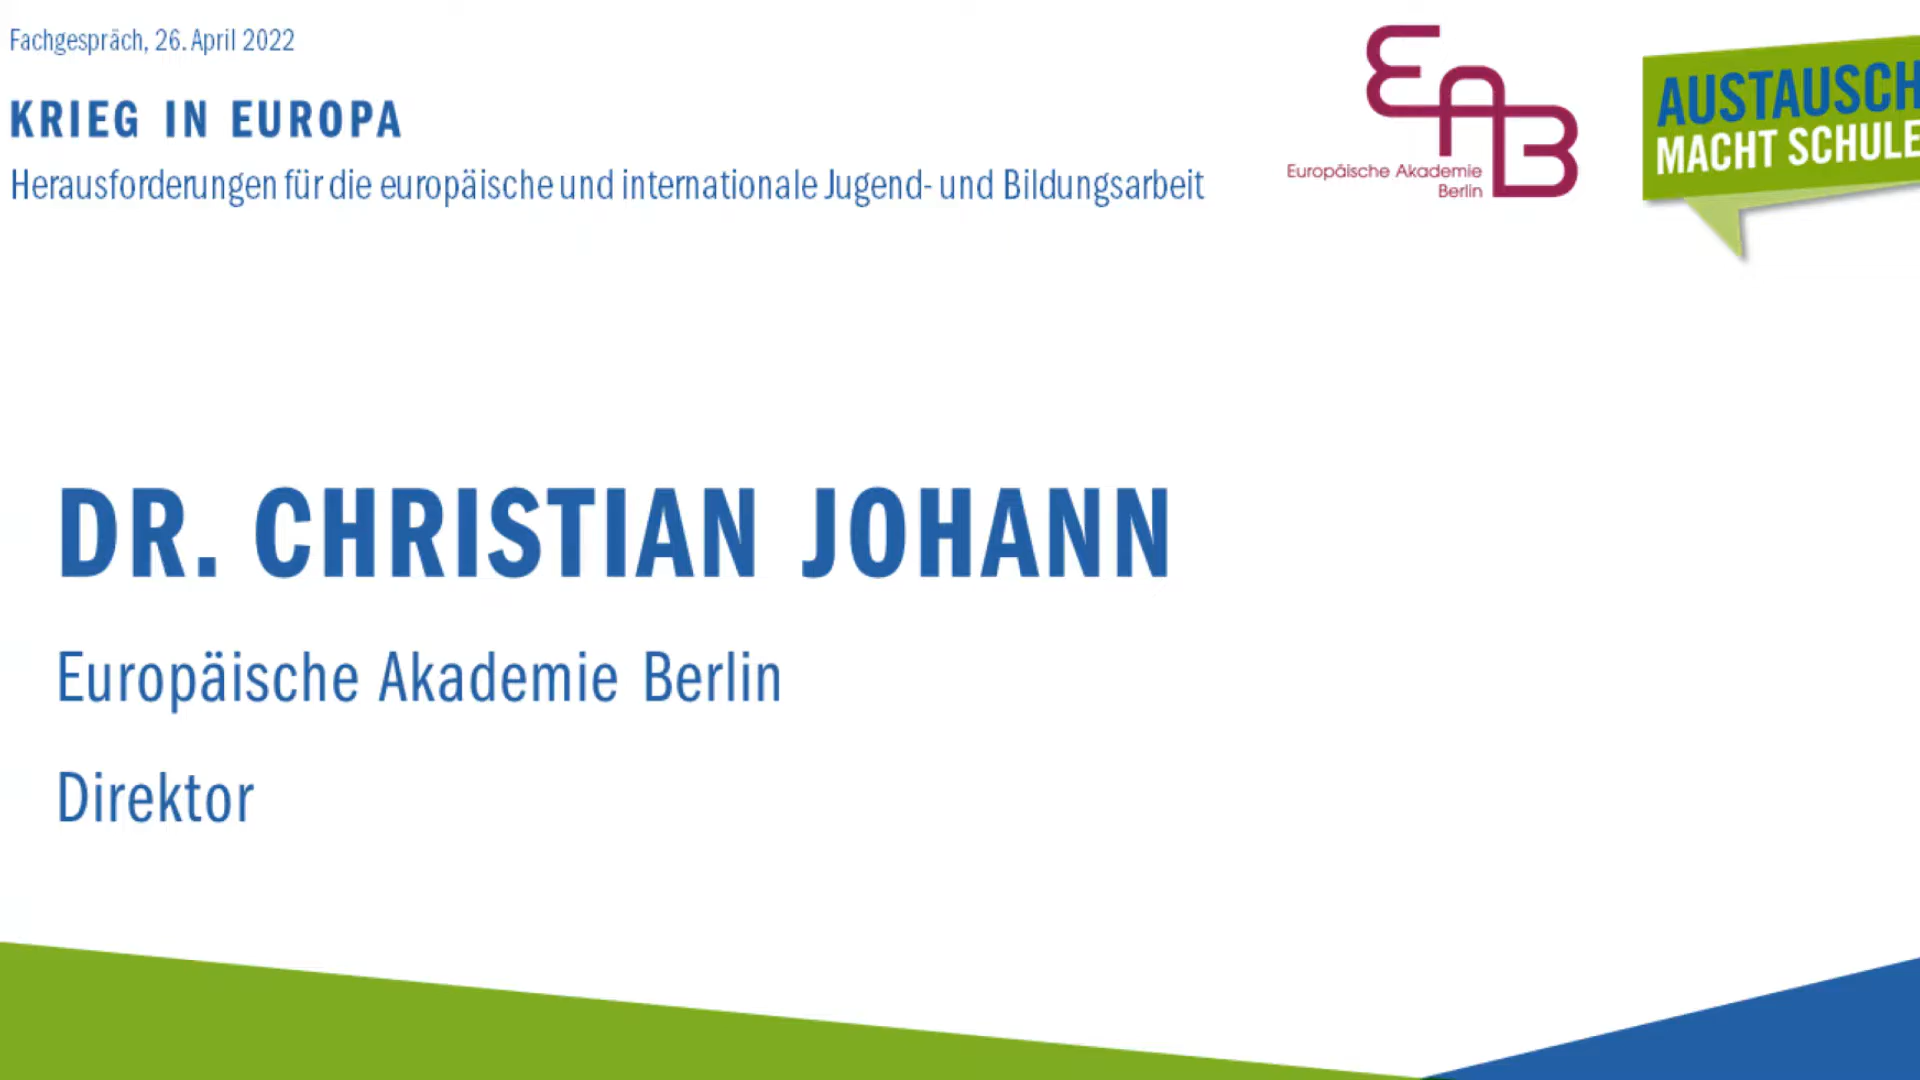 Fachgespräch, 26. April 2022
KRIEG IN EUROPA
Herausforderungen für die europäische und internationale Jugend- und Bildungsarbeit
EAB
Europäische Akademie
Berlin
AUSTAUSCH
MACHT SCHULE
DR. CHRISTIAN JOHANN
Europäische Akademie Berlin
Direktor